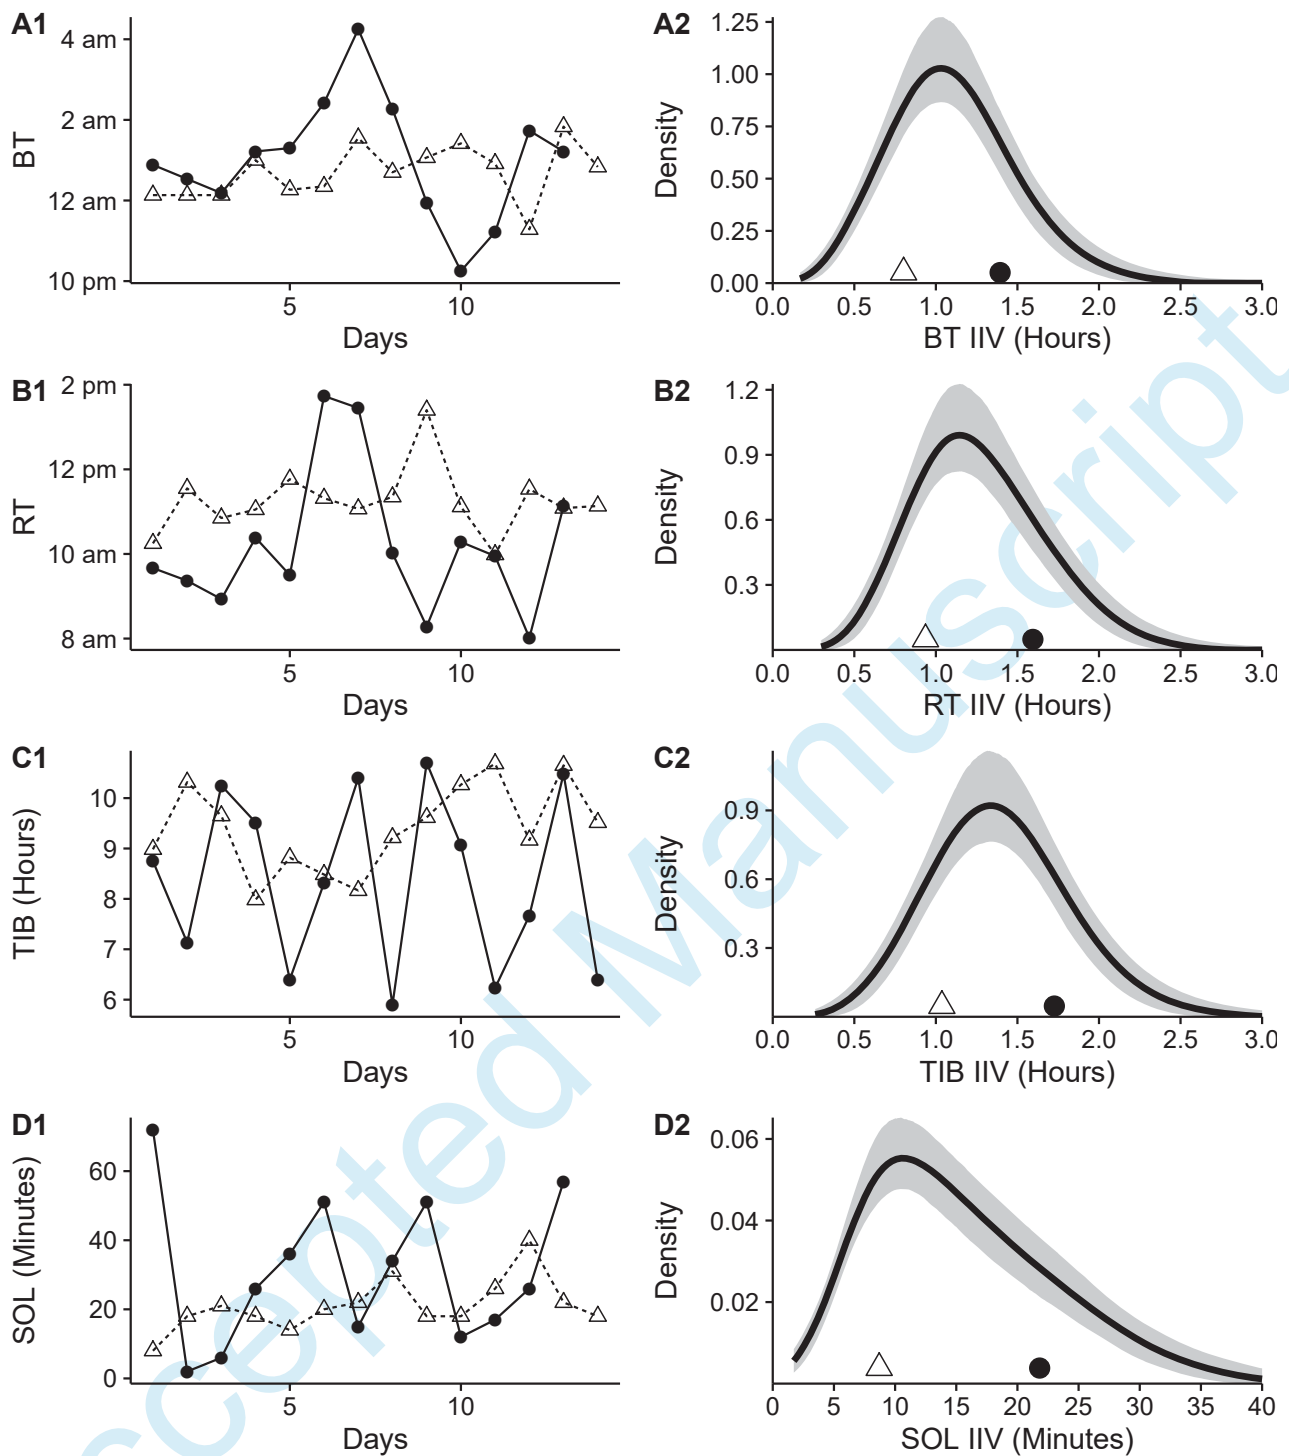 A1
4 am
2 am
12 am
10 pm
BT
5 10
Days
A2
1.25
1.00
0.75
0.50
0.25
0.00
Density
0.0 0.5 1.0 1.5 2.0 2.5 3.0
BT IIV (Hours)
B1
2 pm
12 pm
10 am
8 am
RT
5 10
Days
B2
1.2
0.9
0.6
0.3
Density
0.0 0.5 1.0 1.5 2.0 2.5 3.0
RT IIV (Hours)
C1
10
9
8
7
6
TIB (Hours)
5 10
Days
C2
0.9
0.6
0.3
Density
0.0 0.5 1.0 1.5 2.0 2.5 3.0
TIB IIV (Hours)
D1
60
40
20
0
SOL (Minutes)
5 10
Days
D2
0.06
0.04
0.02
Density
0 5 10 15 20 25 30 35 40
SOL IIV (Minutes)
cepted Manuscript